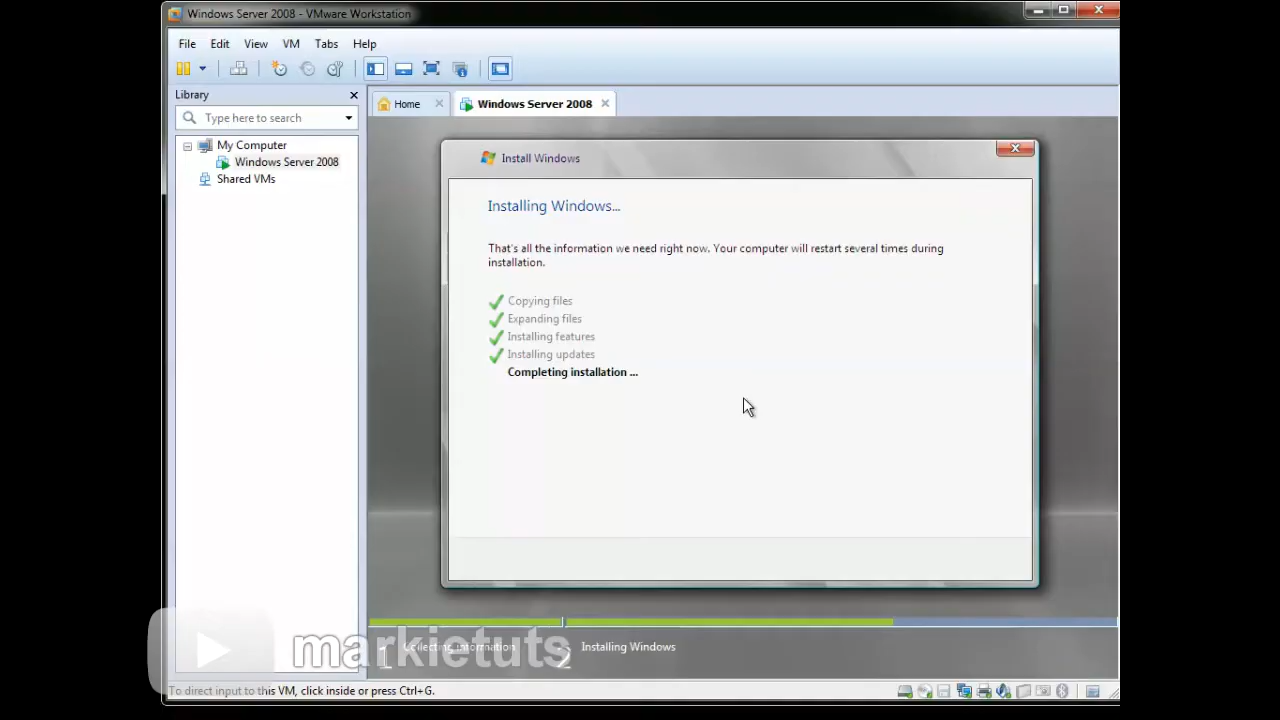 Windows Server 2008 - VMware Workstation
File Edit View VM Tabs Help
Library
Home
Windows Server 2008
Type here to search
My Computer
Windows Server 2008
Shared VMs
Install Windows
Installing Windows...
That's all the information we need right now. Your computer will restart several times during
installation.
Copying files
Expanding files
Installing features
Installing updates
Completing installation ...
markietuts
1 Collecting information
2 Installing Windows
To direct input to this VM, click inside or press Ctrl+G.